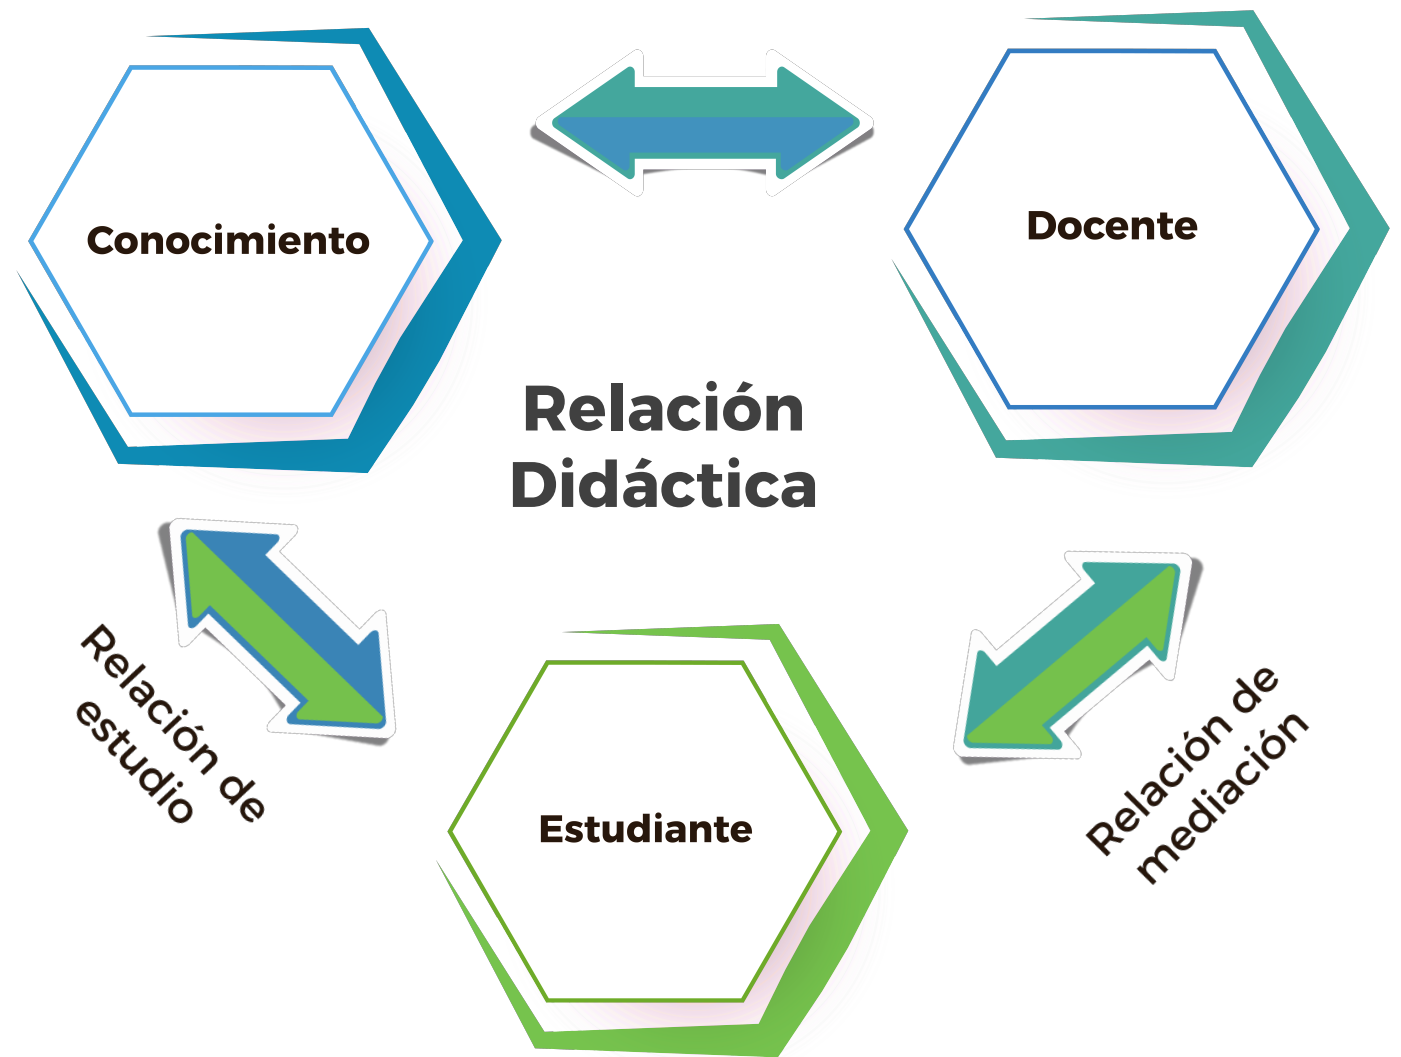 Conocimiento
Docente
Relación
Didáctica
Relación de
estudio
Relación de
mediación
Estudiante